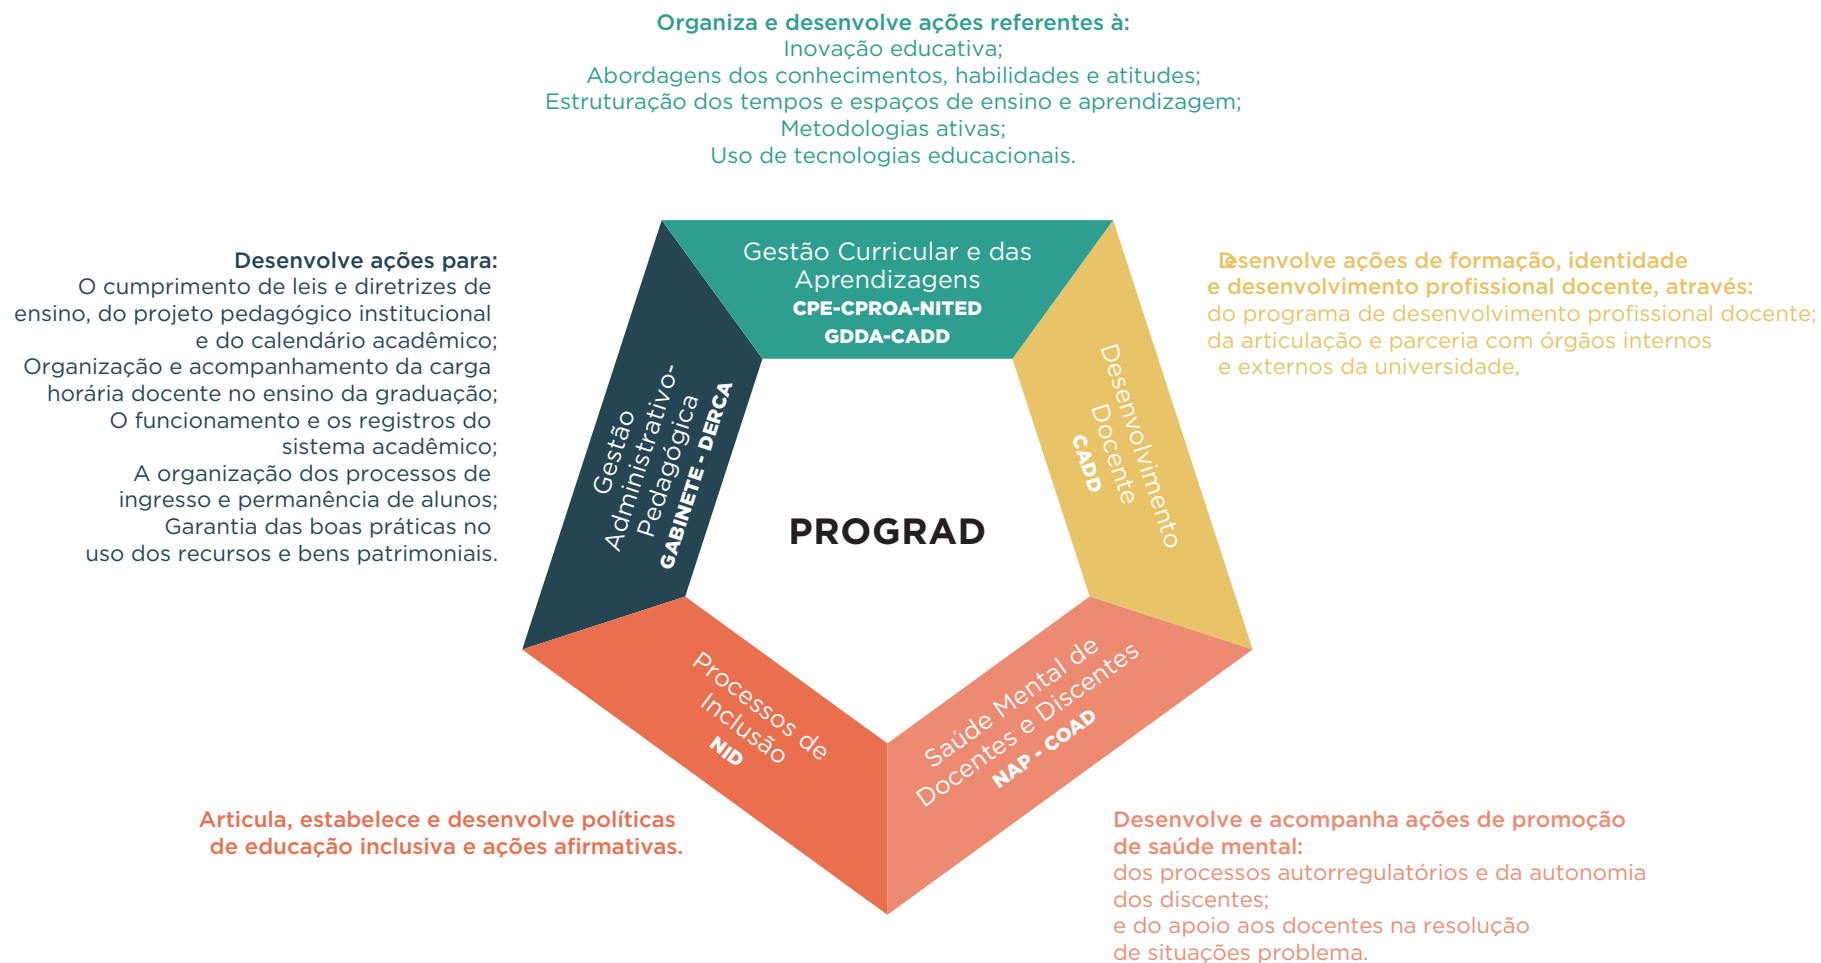 Organiza e desenvolve ações referentes à:
Inovação educativa;
Abordagens dos conhecimentos, habilidades e atitudes;
Estruturação dos tempos e espaços de ensino e aprendizagem;
Metodologias ativas;
Uso de tecnologias educacionais.
Gestão Curricular e das
Aprendizagens
CPE-CPROA-NITED
GDDA-CADD
Desenvolve ações para:
O cumprimento de leis e diretrizes de
ensino, do projeto pedagógico institucional
e do calendário acadêmico;
Organização e acompanhamento da carga
horária docente no ensino da graduação;
O funcionamento e os registros do
sistema acadêmico;
A organização dos processos de
ingresso e permanência de alunos;
Garantia das boas práticas no
uso dos recursos e bens patrimoniais.
Gestão
Administrativo-
Pedagógica
GABINETE - DERCA
PROGRAD
Desenvolvimento
Docente
CADD
Desenvolve ações de formação, identidade
e desenvolvimento profissional docente, através:
do programa de desenvolvimento profissional docente;
da articulação e parceria com órgãos internos
e externos da universidade,
Processos de
Inclusão
NID
Saúde Mental de
Docentes e Discentes
NAP - COAD
Articula, estabelece e desenvolve políticas
de educação inclusiva e ações afirmativas.
Desenvolve e acompanha ações de promoção
de saúde mental:
dos processos autorregulatórios e da autonomia
dos discentes;
e do apoio aos docentes na resolução
de situações problema.